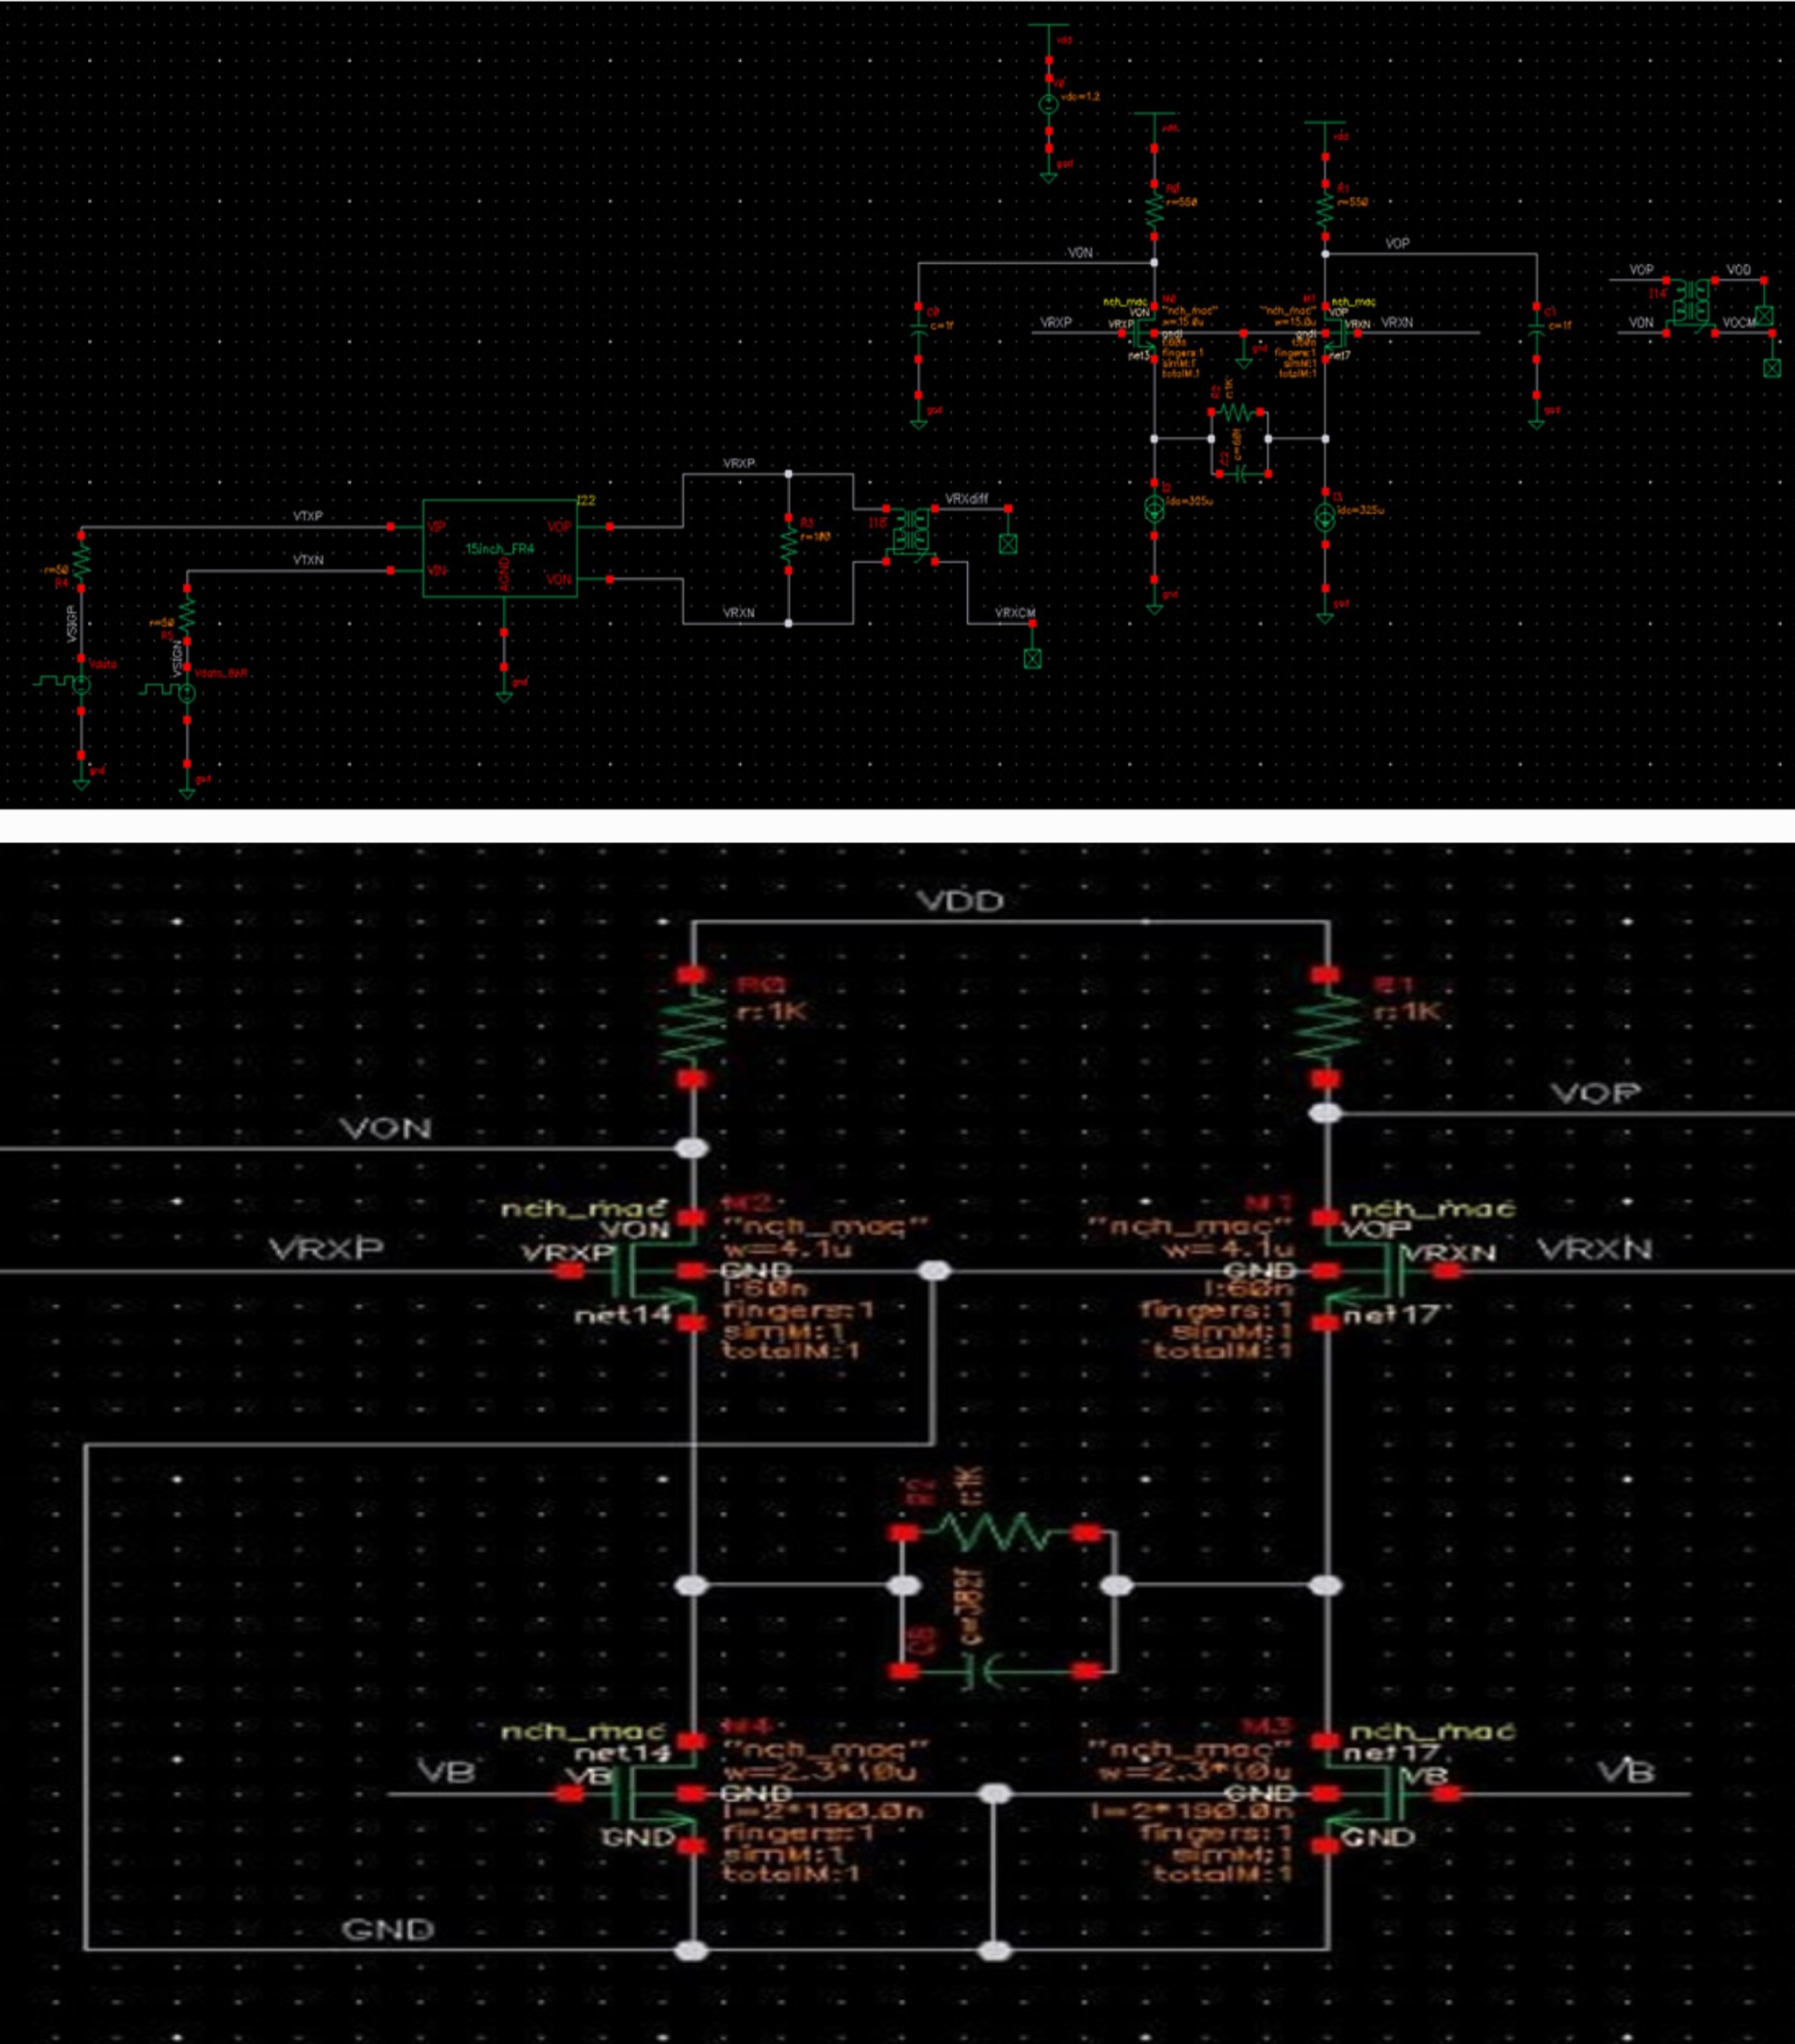 vdd
vdc=1.2
gnd
vdd
R0
r=550
vdd
R1
r=550
VON
VOP
C0
c=1f
gnd
nch_mac
M0
VON
"nch_mac"
w=15.0u
VRXP
VRXP
gnd
fingers:1
simM:1
totalM:1
gnd
M1
nch_mac
"nch_mac"
VOP
w=15.0u
VRXN
VRXN
gnd
net7
fingers:1
simM:1
totalM:1
C1
c=1f
gnd
VOP
VOD
I14
VON
VOCM
R2
r:1K
C2
I2
idc=325u
gnd
I3
idc=325u
gnd
VTXP
VTXN
I22
VIP
VOP
15inch_FR4
VIN
VON
AGND
gnd
VRXP
R3
r=100
VRXN
I18
VRXdiff
VRXCM
r=50
R4
VSIGP
Vdata
gnd
r=50
R5
VSIGN
Vdata_BAR
gnd
VDD
R0
r:1K
R1
r:1K
VON
VOP
nch_mac
M2
VON
"nch_mac"
VRXP
VRXP
w=4.1u
GND
l:60n
net14
fingers:1
simM:1
totalM:1
M1
nch_mac
"nch_mac"
VOP
w=4.1u
VRXN
VRXN
GND
l:60n
fingers:1
net17
simM:1
totalM:1
R2
r:1K
c=382f
nch_mac
M4
net14
"nch_mac"
VB
VB
w=2.3*10u
GND
l=2*190.0n
GND
fingers:1
simM:1
totalM:1
M3
nch_mac
"nch_mac"
net17
w=2.3*10u
VB
VB
GND
l=2*190.0n
fingers:1
GND
simM:1
totalM:1
GND